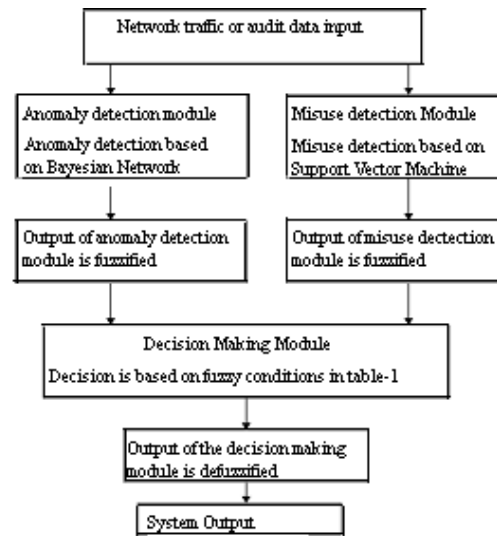 Network traffic or audit data input
Anomaly detection module
Anomaly detection based
on Bayesian Network
Misuse detection Module
Misuse detection based on
Support Vector Machine
Output of anomaly detection
module is fuzzified
Output of misuse dectection
module is fuzzified
Decision Making Module
Decision is based on fuzzy conditions in table-1
Output of the decision making
module is defuzzified
System Output